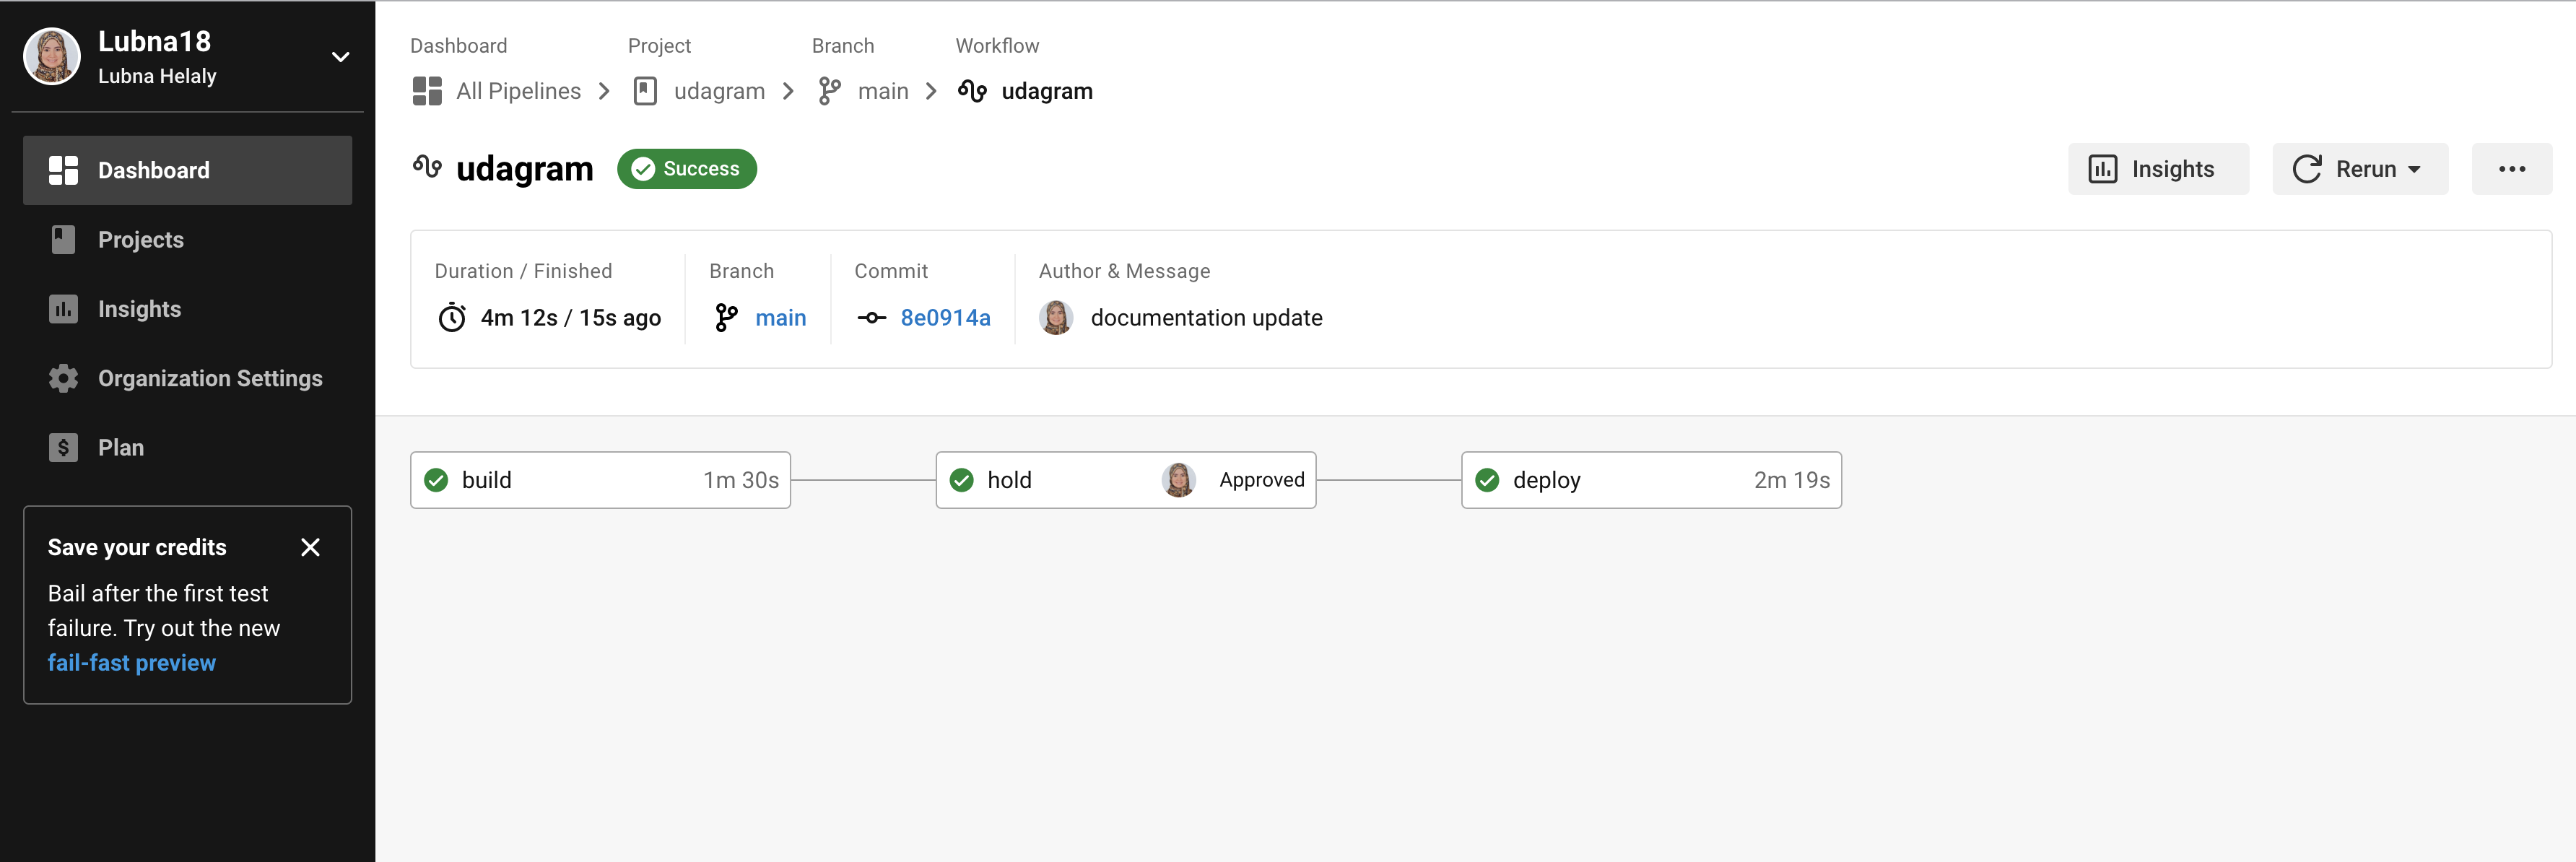 Lubna18
Lubna Helaly
Dashboard
Projects
Insights
Organization Settings
$ Plan
Save your credits
Bail after the first test
failure. Try out the new
fail-fast preview
Dashboard Project Branch Workflow
All Pipelines udagram main udagram
udagram Success
Insights Rerun
Duration / Finished Branch Commit Author & Message
4m 12s / 15s ago main 8e0914a documentation update
build 1m 30s hold Approved deploy 2m 19s